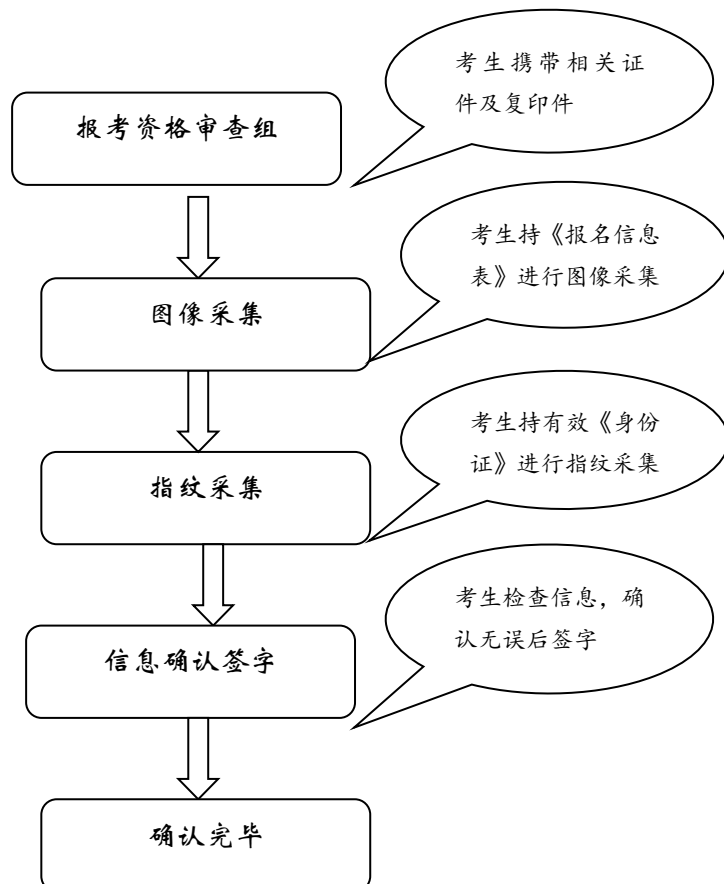 考生携带相关证
件及复印件
报考资格审查组
考生持《报名信息
表》进行图像采集
图像采集
考生持有效《身份
证》进行指纹采集
指纹采集
考生检查信息，确
认无误后签字
信息确认签字
确认完毕